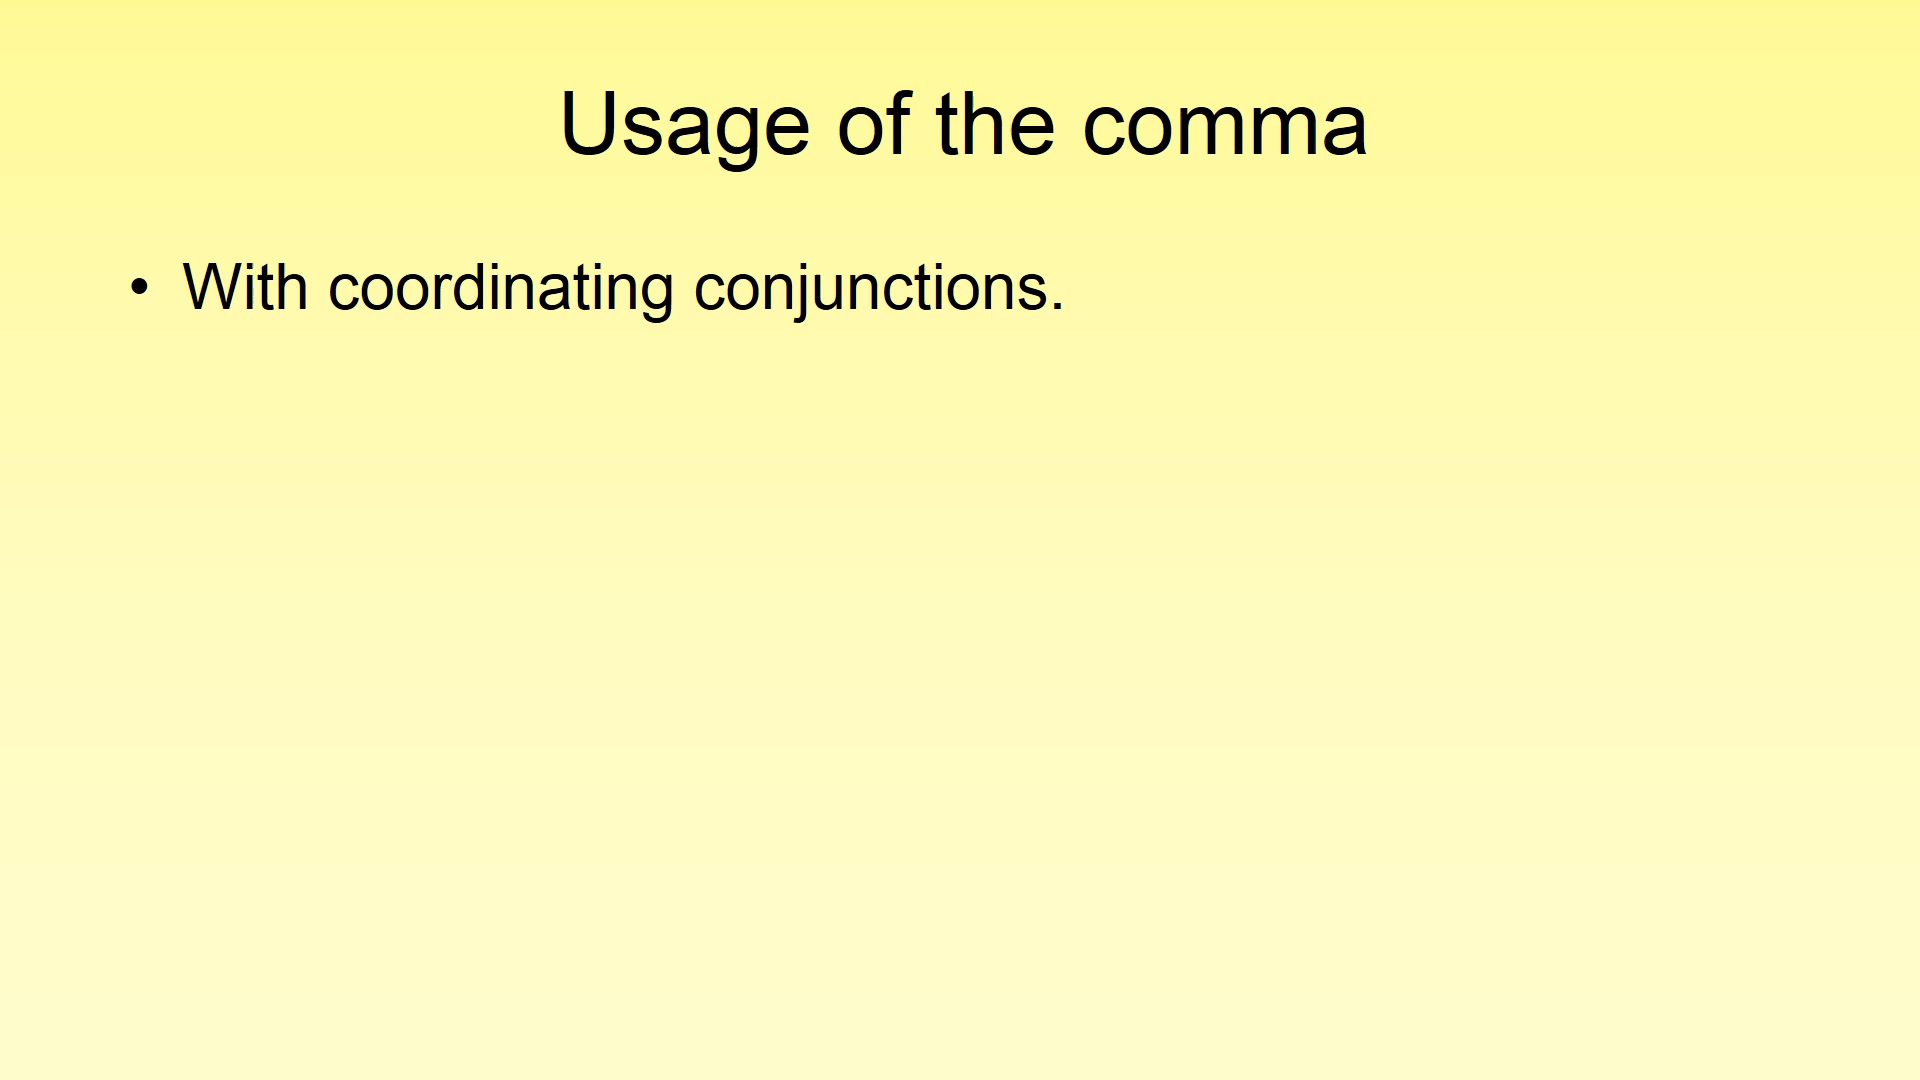 Usage of the comma
• With coordinating conjunctions.